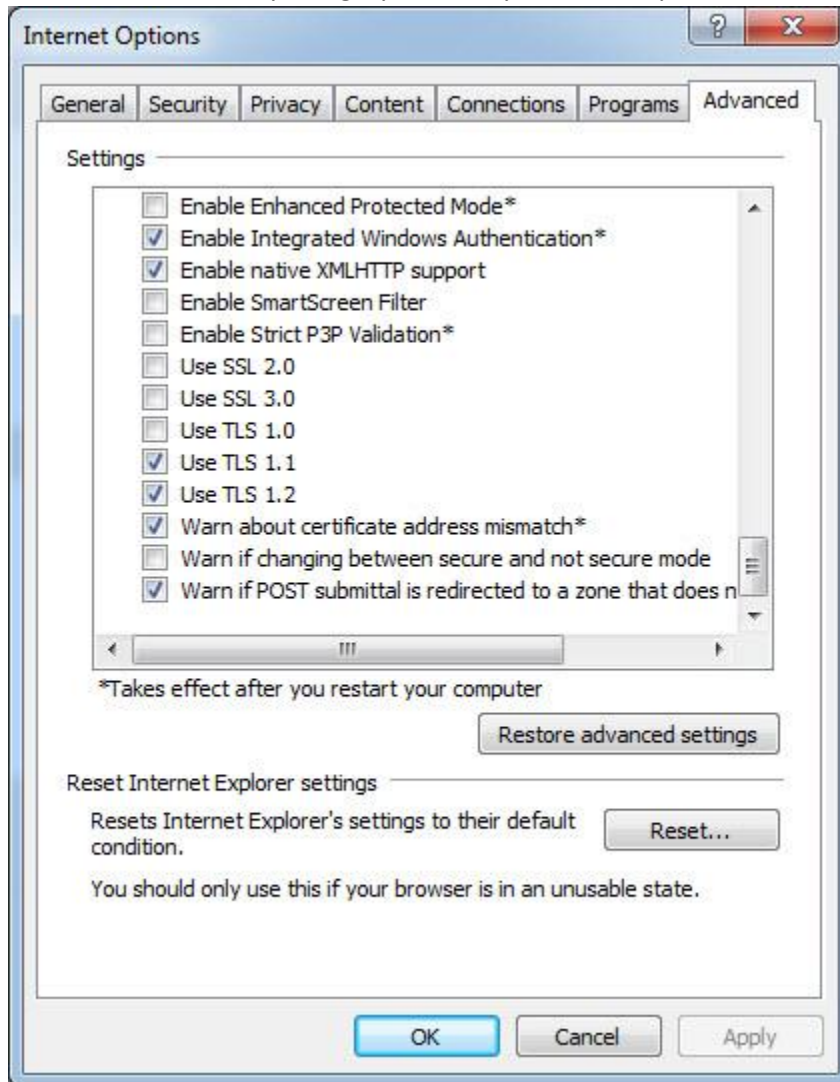 Internet Options
General Security Privacy Content Connections Programs Advanced
Settings
Enable Enhanced Protected Mode*
Enable Integrated Windows Authentication*
Enable native XMLHTTP support
Enable SmartScreen Filter
Enable Strict P3P Validation*
Use SSL 2.0
Use SSL 3.0
Use TLS 1.0
Use TLS 1.1
Use TLS 1.2
Warn about certificate address mismatch*
Warn if changing between secure and not secure mode
Warn if POST submittal is redirected to a zone that does n
*Takes effect after you restart your computer
Restore advanced settings
Reset Internet Explorer settings
Resets Internet Explorer's settings to their default
condition.
Reset...
You should only use this if your browser is in an unusable state.
OK Cancel Apply